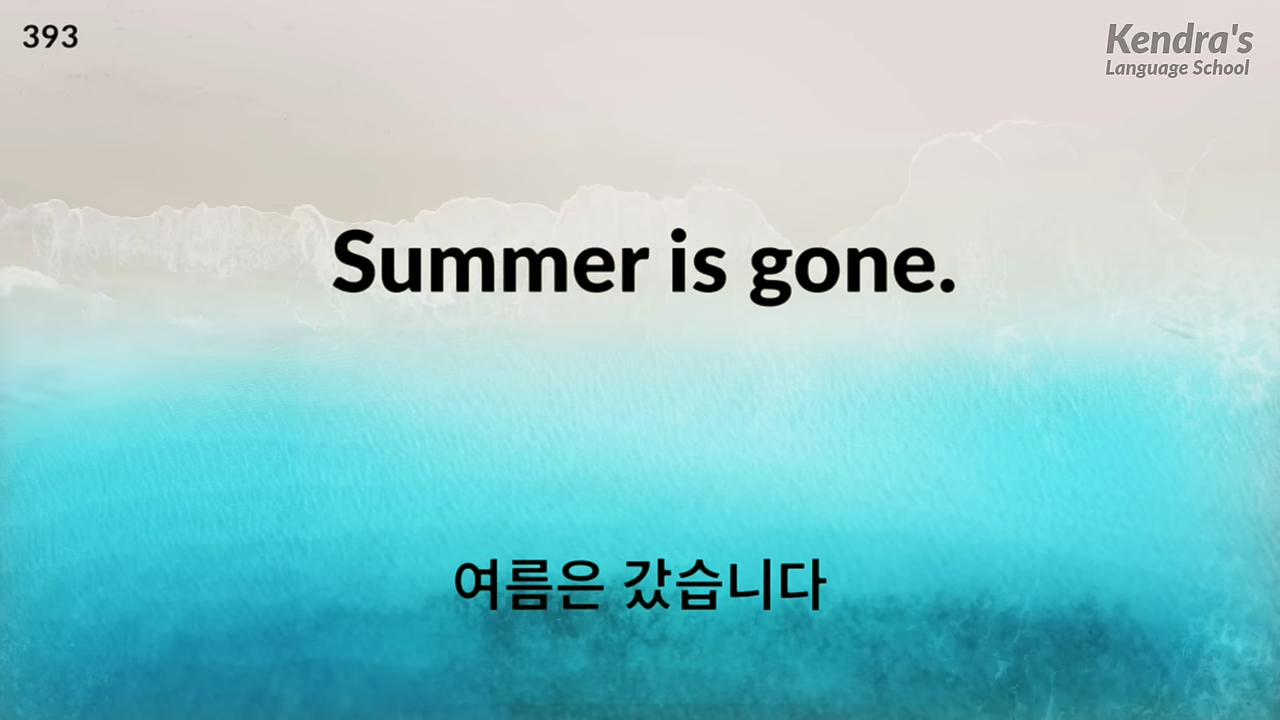 393
Kendra's
Language School
Summer is gone.
여름은 갔습니다